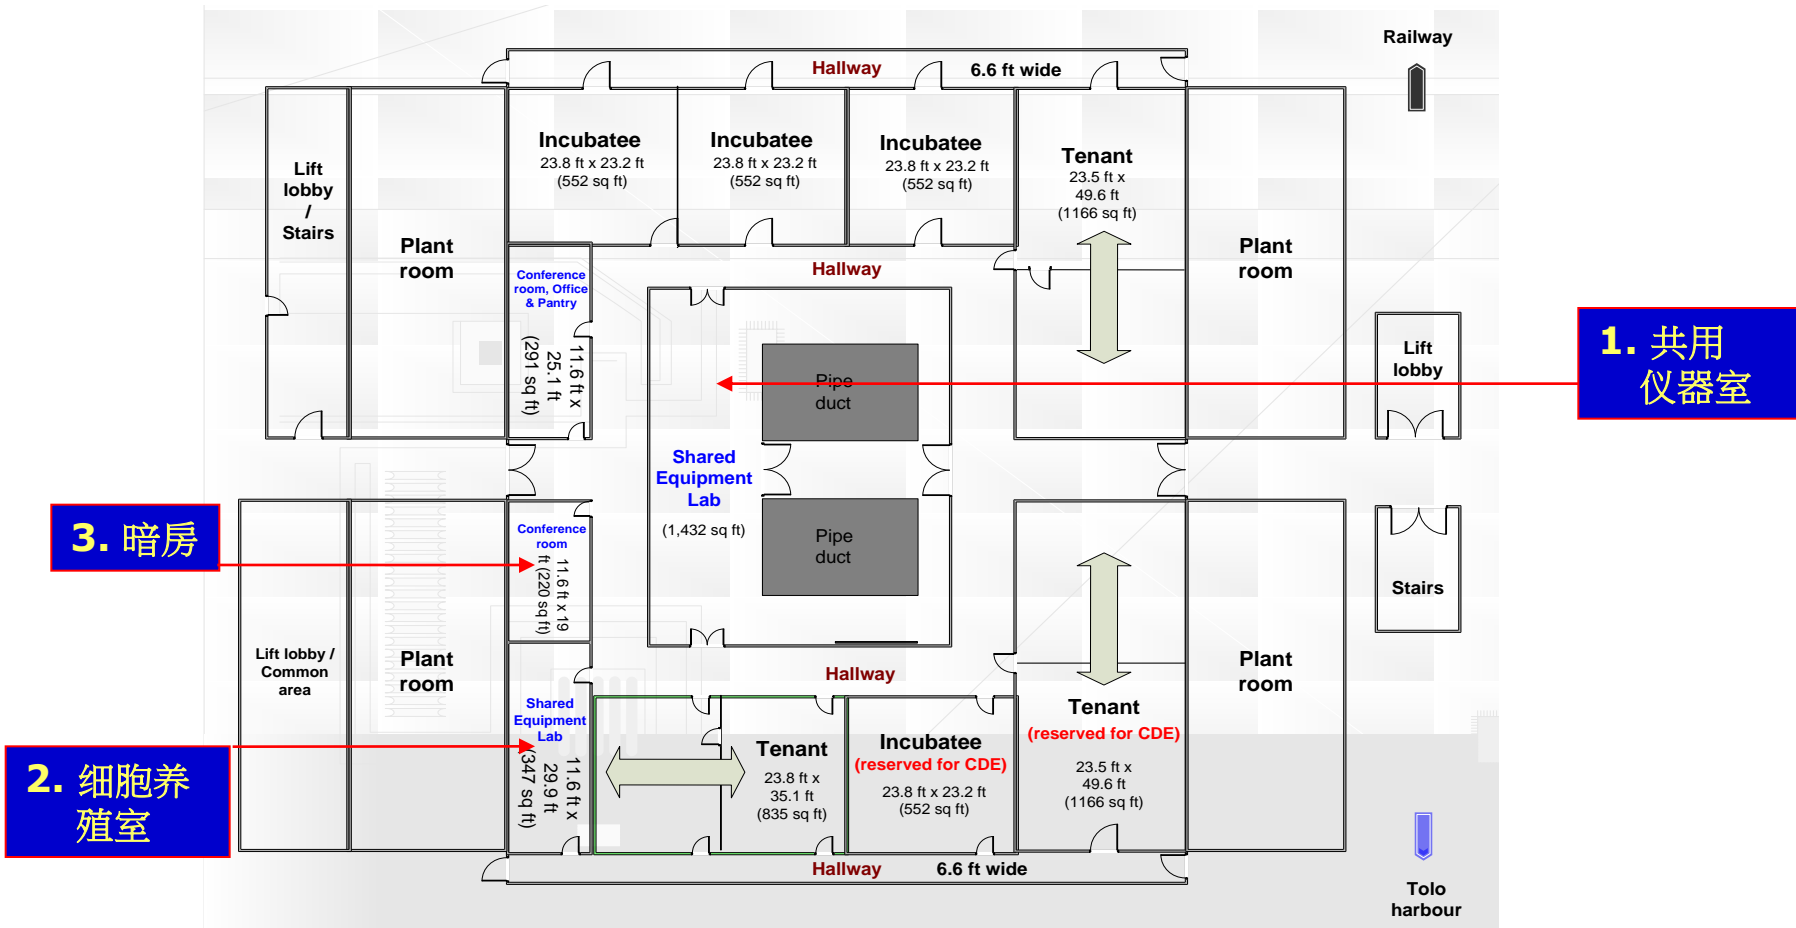 Railway
Hallway
6.6 ft wide
Incubatee
23.8 ft x 23.2 ft
(552 sq ft)
Incubatee
23.8 ft x 23.2 ft
(552 sq ft)
Incubatee
23.8 ft x 23.2 ft
(552 sq ft)
Tenant
23.5 ft x
49.6 ft
(1166 sq ft)
Lift
lobby
/
Stairs
Plant
room
Plant
room
Conference
room, Office
& Pantry
11.6 ft x
25.1 ft
(291 sq ft)
Hallway
Pipe
duct
Lift
lobby
1. 共用
仪器室
Shared
Equipment
Lab
(1,432 sq ft)
Pipe
duct
3. 暗房
Conference
room
11.6 ft x 19
ft (220 sq ft)
Stairs
Lift lobby /
Common
area
Plant
room
Hallway
Plant
room
Shared
Equipment
Lab
11.6 ft x
29.9 ft
(347 sq ft)
Tenant
23.8 ft x
35.1 ft
(835 sq ft)
Incubatee
(reserved for CDE)
23.8 ft x 23.2 ft
(552 sq ft)
Tenant
(reserved for CDE)
23.5 ft x
49.6 ft
(1166 sq ft)
2. 细胞养
殖室
Hallway
6.6 ft wide
Tolo
harbour